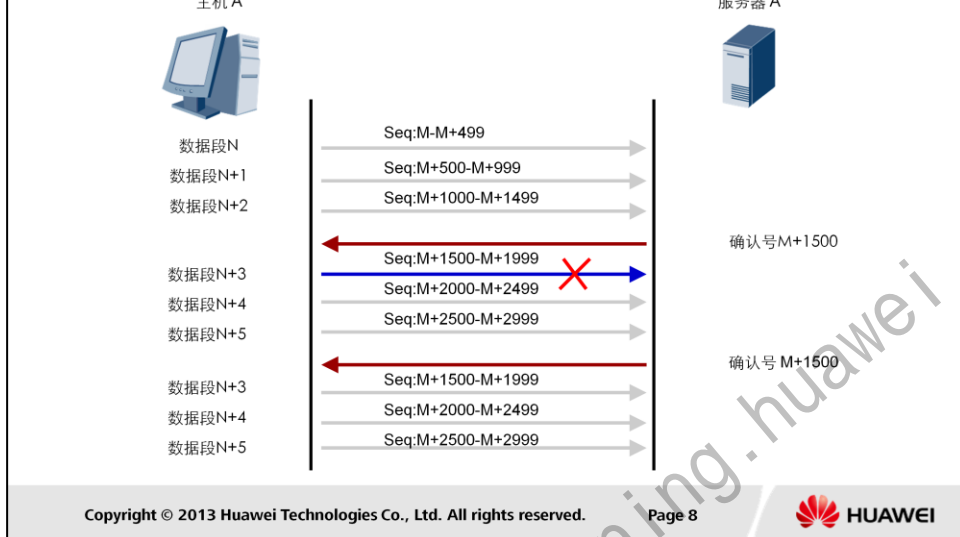 主机 A
服务器 A
数据段N
Seq:M-M+499
数据段N+1
Seq:M+500-M+999
数据段N+2
Seq:M+1000-M+1499
确认号M+1500
数据段N+3
Seq:M+1500-M+1999
数据段N+4
Seq:M+2000-M+2499
数据段N+5
Seq:M+2500-M+2999
确认号 M+1500
数据段N+3
Seq:M+1500-M+1999
数据段N+4
Seq:M+2000-M+2499
数据段N+5
Seq:M+2500-M+2999
ning.huawei
Copyright © 2013 Huawei Technologies Co., Ltd. All rights reserved.
Page 8
HUAWEI